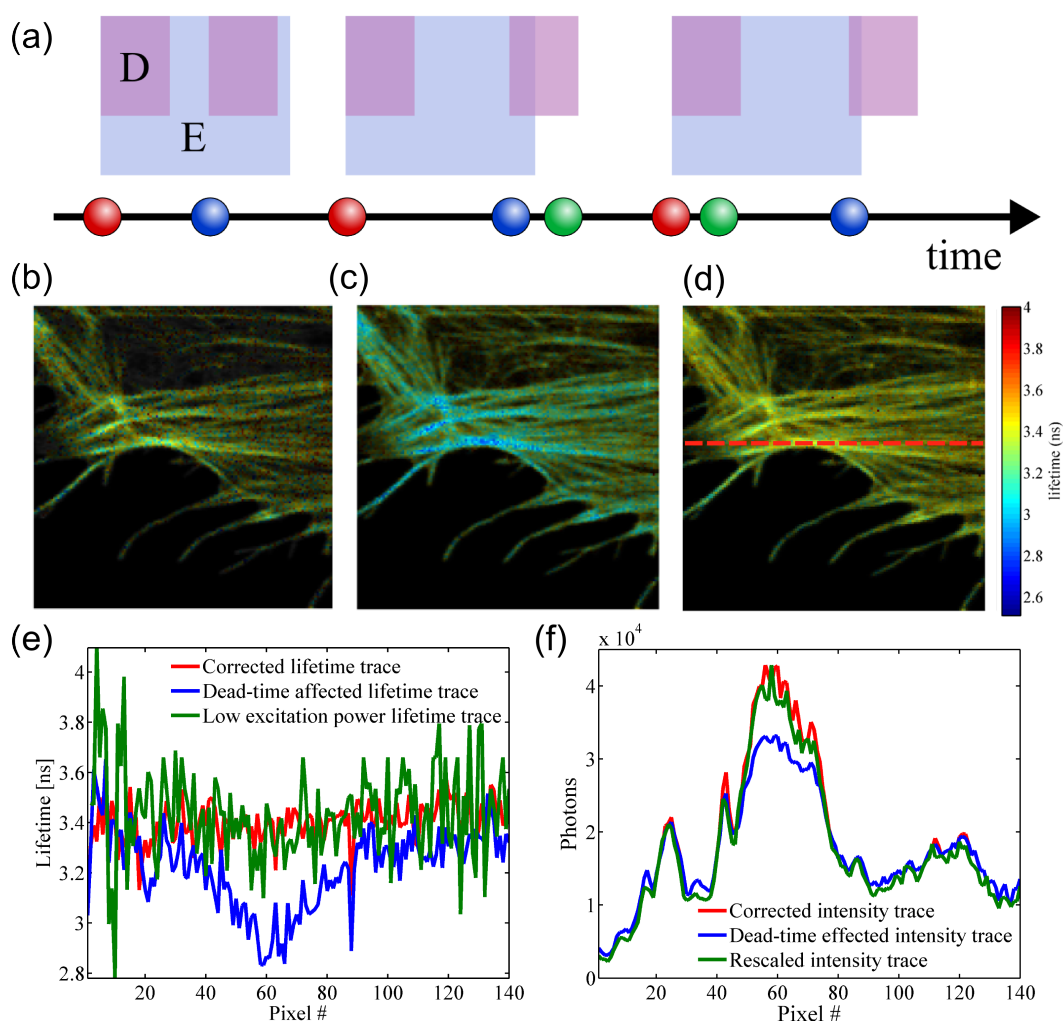 (a)
D
E
time
(b)
(c)
(d)
4
3.8
3.6
3.4
3.2
3
2.8
2.6
lifetime (ns)
(e)
4
3.8
3.6
3.4
3.2
3
2.8
Lifetime [ns]
Corrected lifetime trace
Dead-time affected lifetime trace
Low excitation power lifetime trace
20 40 60 80 100 120 140
Pixel #
(f)
x 10⁴
4
3
2
1
0
Photons
Corrected intensity trace
Dead-time effected intensity trace
Rescaled intensity trace
20 40 60 80 100 120 140
Pixel #